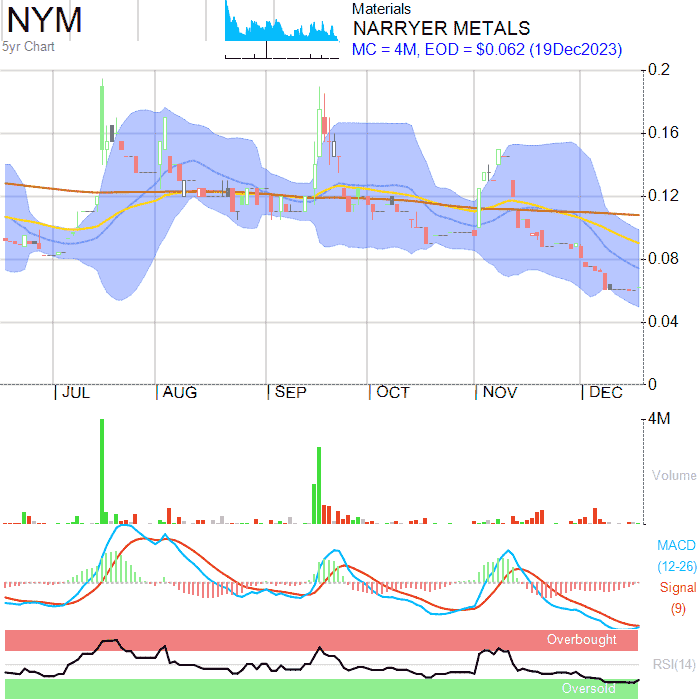 NYM
5yr Chart
Materials
NARRYER METALS
MC = 4M, EOD = $0.062 (19Dec2023)
0.2
0.16
0.12
0.08
0.04
0
JUL AUG SEP OCT NOV DEC
4M
Volume
MACD
(12-26)
Signal
(9)
Overbought
RSI(14)
Oversold